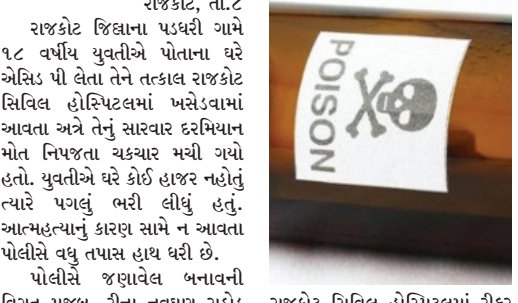 રાજકોટ, તા.૮
રાજકોટ જિલ્લાના પડધરી ગામે
૧૮ વર્ષીય યુવતીએ પોતાના ઘરે
એસિડ પી લેતા તેને તત્કાલ રાજકોટ
સિવિલ હોસ્પિટલમાં ખસેડવામાં
આવતા અત્રે તેનું સારવાર દરમિયાન
મોત નિપજતા ચકચાર મચી ગયો
હતો. યુવતીએ ઘરે કોઈ હાજર નહોતું
ત્યારે પગલું ભરી લીધું હતું.
આત્મહત્યાનું કારણ સામે ન આવતા
પોલીસે વધુ તપાસ હાથ ધરી છે.
પોલીસે જણાવેલ બનાવની
POISON
રાજકોટ સિવિલ હોસ્પિટલમાં